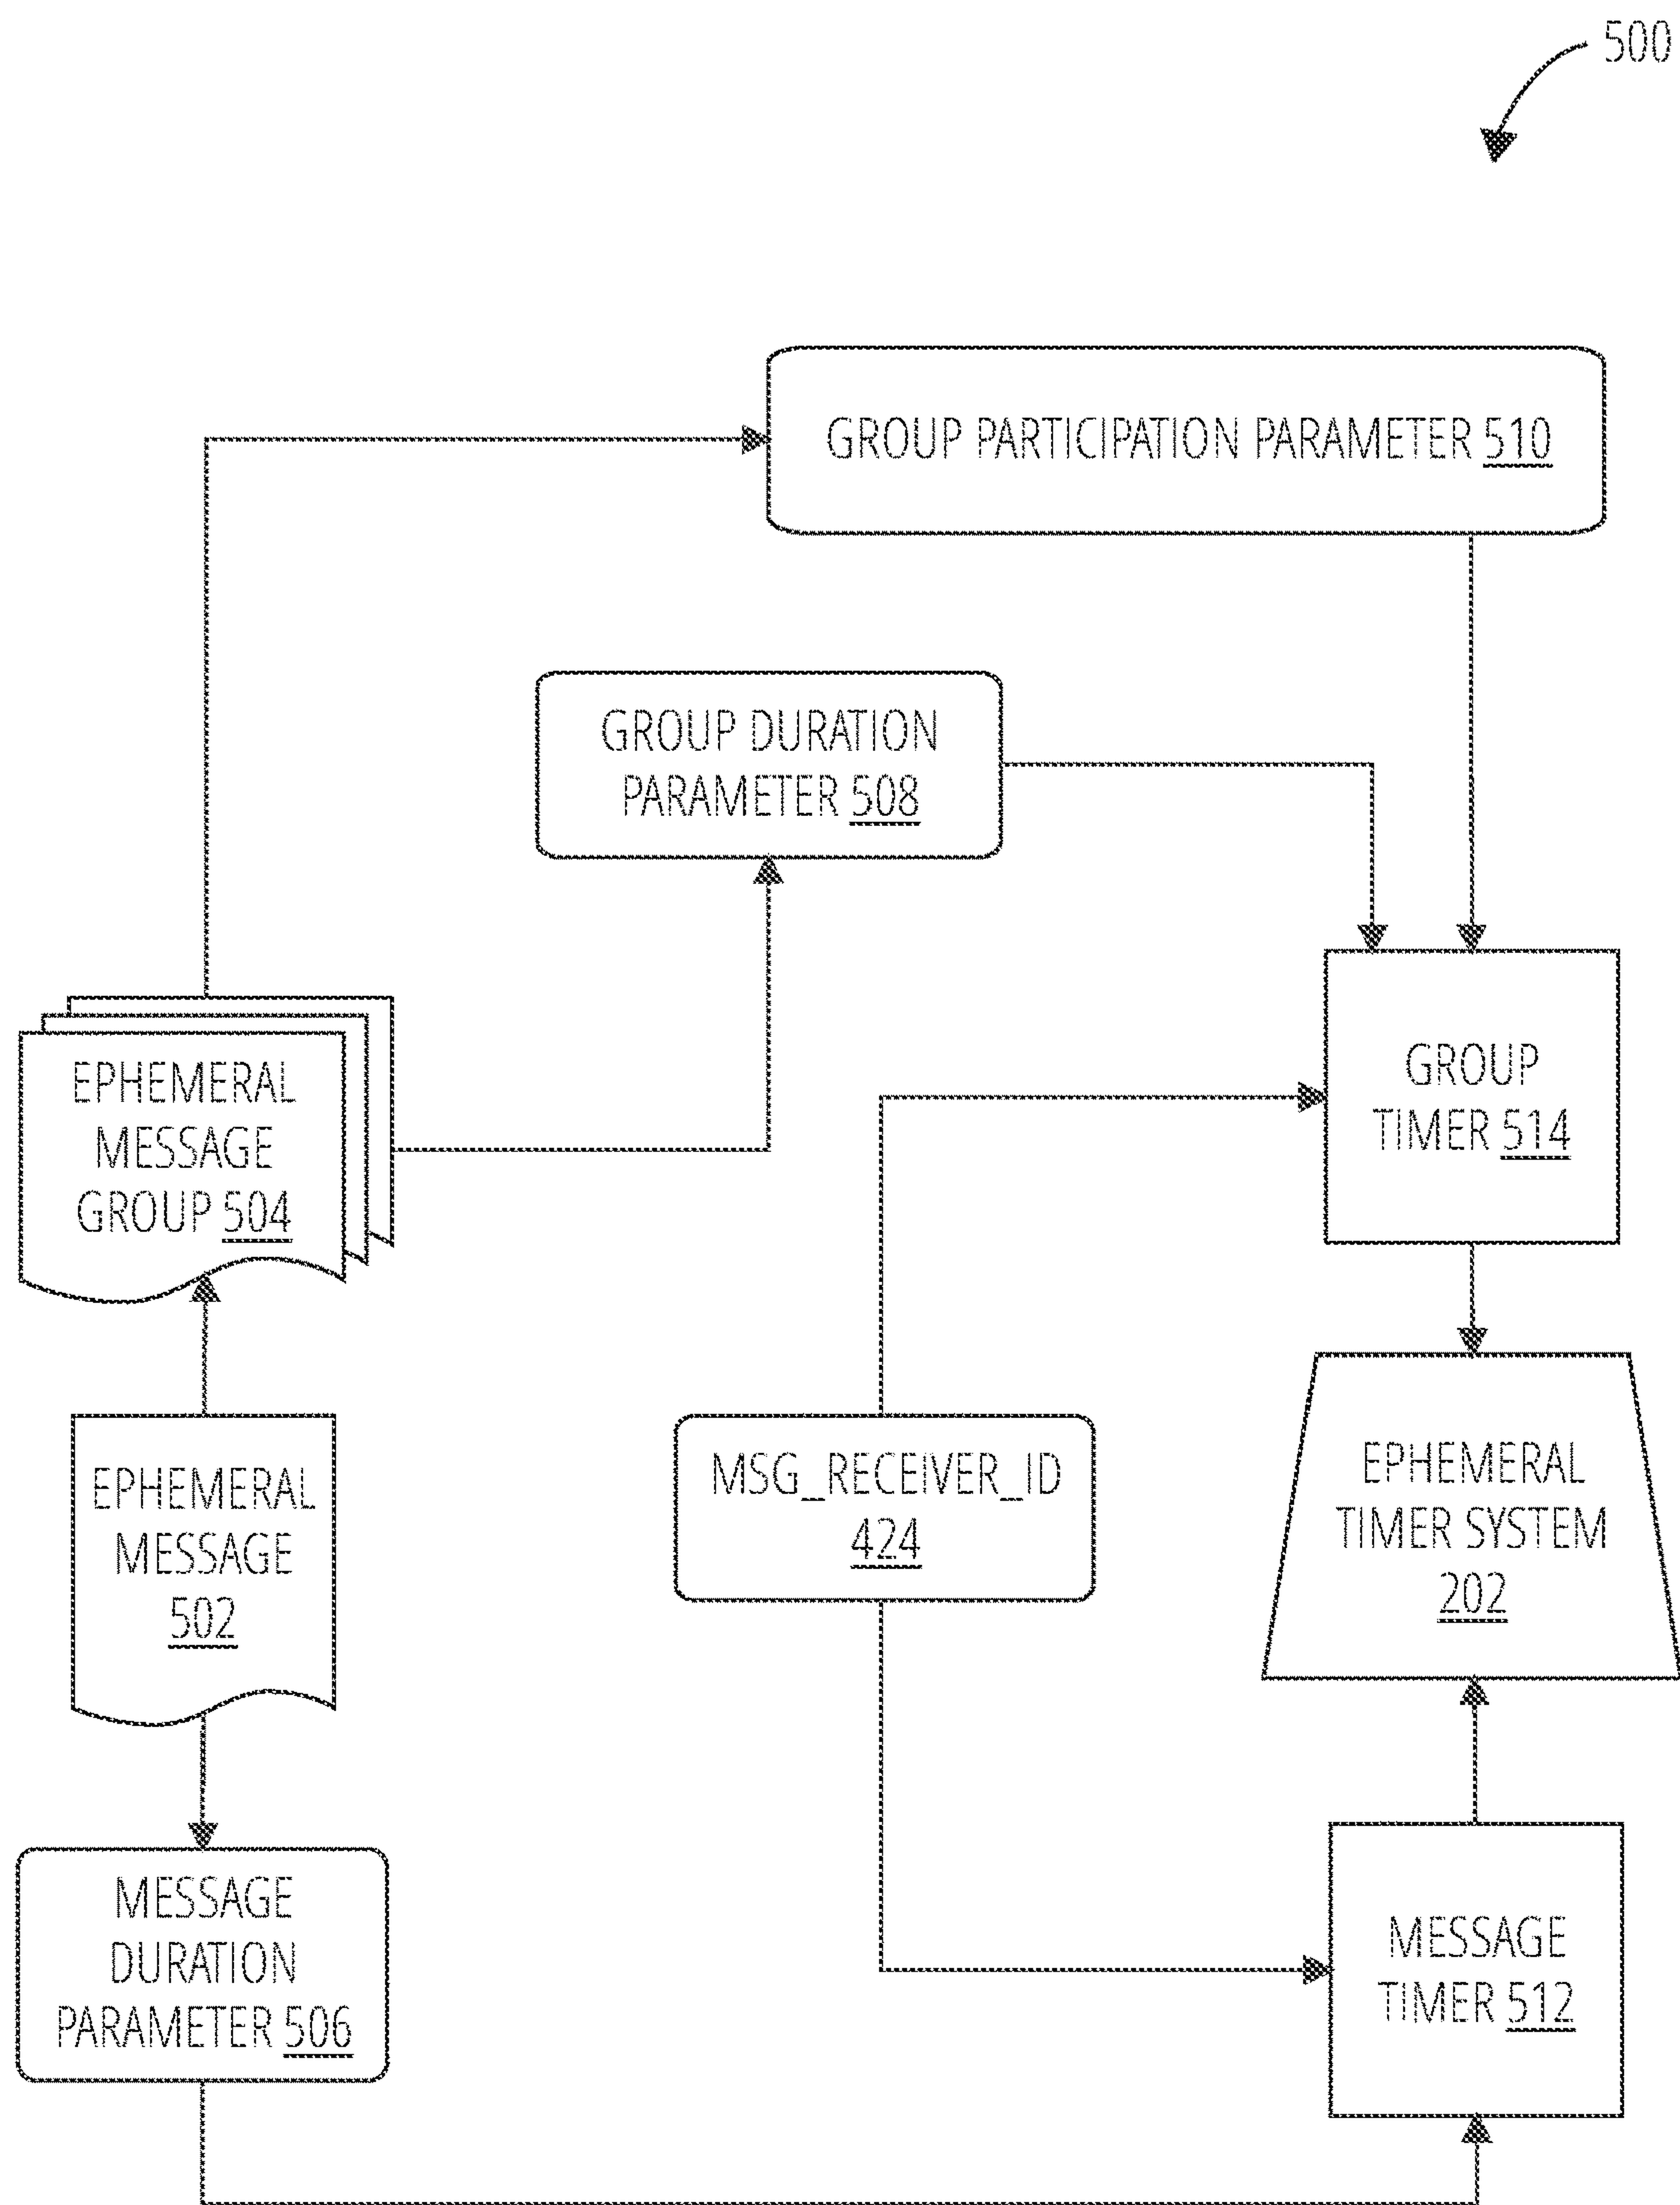 500
GROUP PARTICIPATION PARAMETER 510
GROUP DURATION
PARAMETER 508
EPHEMERAL
MESSAGE
GROUP 504
GROUP
TIMER 514
EPHEMERAL
MESSAGE
502
MSG_RECEIVER_ID
424
EPHEMERAL
TIMER SYSTEM
202
MESSAGE
DURATION
PARAMETER 506
MESSAGE
TIMER 512